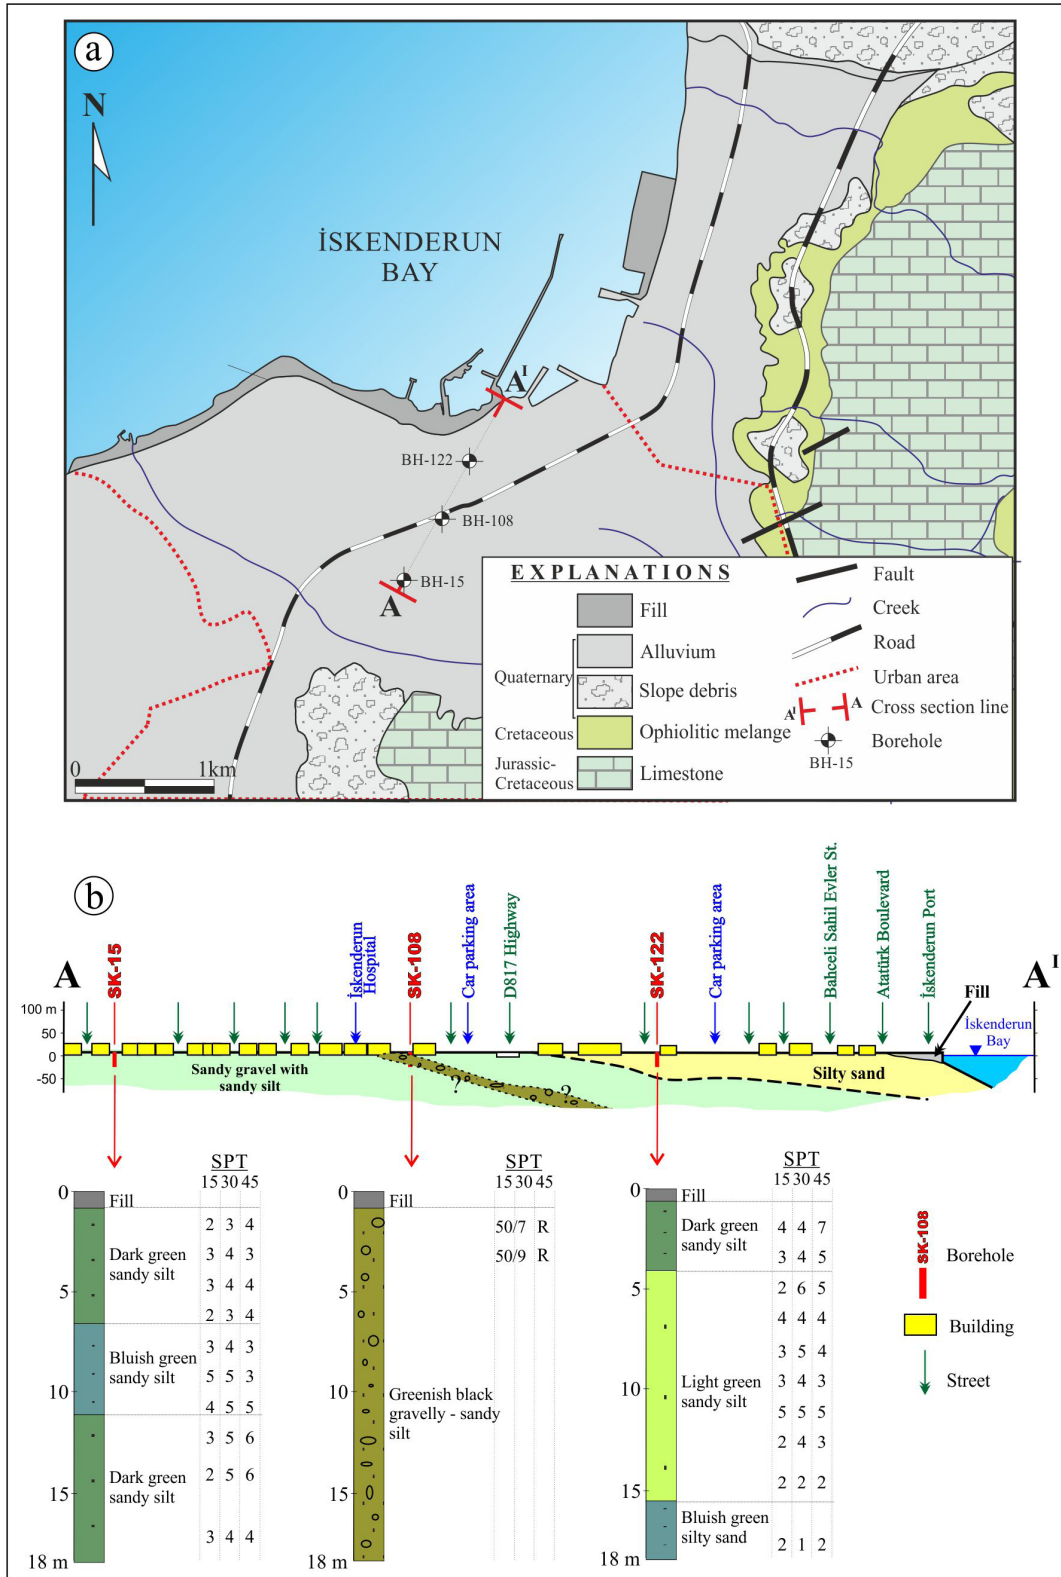 a
N
İSKENDERUN
BAY
A^I
BH-122
BH-108
BH-15
A
0 1km
EXPLANATIONS
Fill
Alluvium
Quaternary
Slope debris
Cretaceous
Ophiolitic melange
Jurassic-
Cretaceous
Limestone
Fault
Creek
Road
Urban area
A^I A
Cross section line
Borehole
BH-15
b
A
SK-15
İskenderun
Hospital
SK-108
Car parking area
D817 Highway
SK-122
Car parking area
Bahceli Sahil Evler St.
Atatürk Boulevard
İskenderun Port
A^I
Fill
İskenderun
Bay
100 m
50
0
-50
Sandy gravel with
sandy silt
?
?
Silty sand
SPT
15 30 45
0
Fill
2 3 4
Dark green
sandy silt
3 4 3
3 4 4
5
2 3 4
3 4 3
Bluish green
sandy silt
5 5 3
10
4 5 5
3 5 6
Dark green
sandy silt
2 5 6
15
3 4 4
18 m
SPT
15 30 45
0
Fill
50/7 R
50/9 R
5
10
Greenish black
gravelly - sandy
silt
15
18 m
SPT
15 30 45
0
Fill
Dark green
sandy silt
4 4 7
3 4 5
5
2 6 5
4 4 4
3 5 4
Light green
sandy silt
3 4 3
10
5 5 5
2 4 3
2 2 2
15
Bluish green
silty sand
2 1 2
18 m
SK-108
Borehole
Building
Street